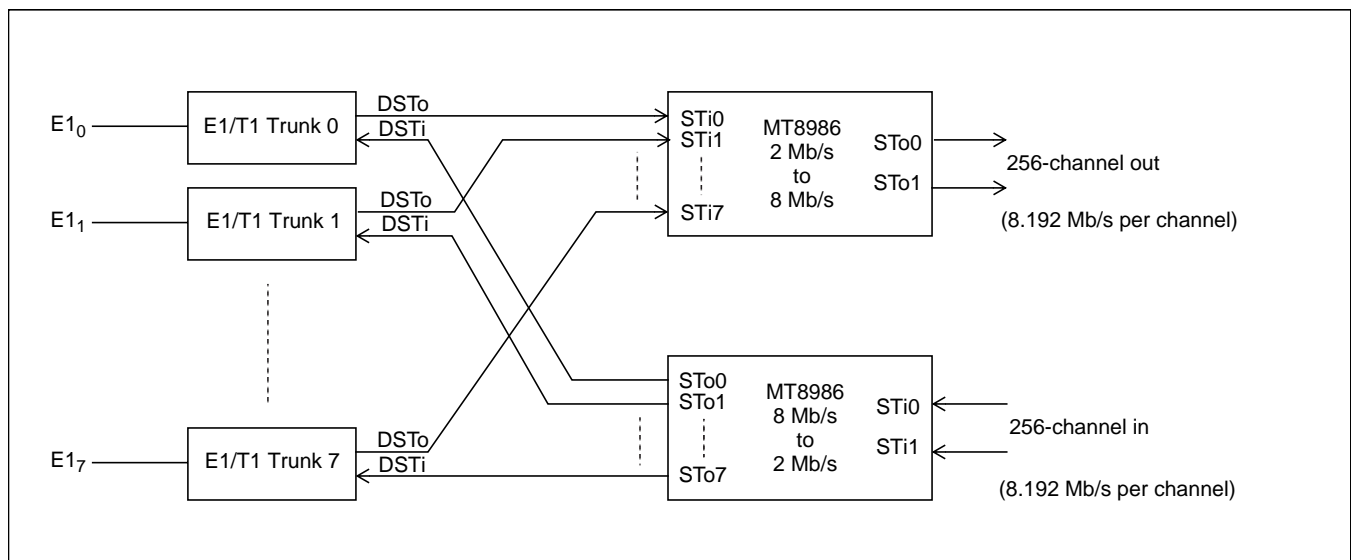 E1₀
E1/T1 Trunk 0
DSTo
DSTi
E1₁
E1/T1 Trunk 1
DSTo
DSTi
E1₇
E1/T1 Trunk 7
DSTo
DSTi
STi0
STi1
STi7
MT8986
2 Mb/s
to
8 Mb/s
STo0
STo1
256-channel out
(8.192 Mb/s per channel)
STo0
STo1
STo7
MT8986
8 Mb/s
to
2 Mb/s
STi0
STi1
256-channel in
(8.192 Mb/s per channel)